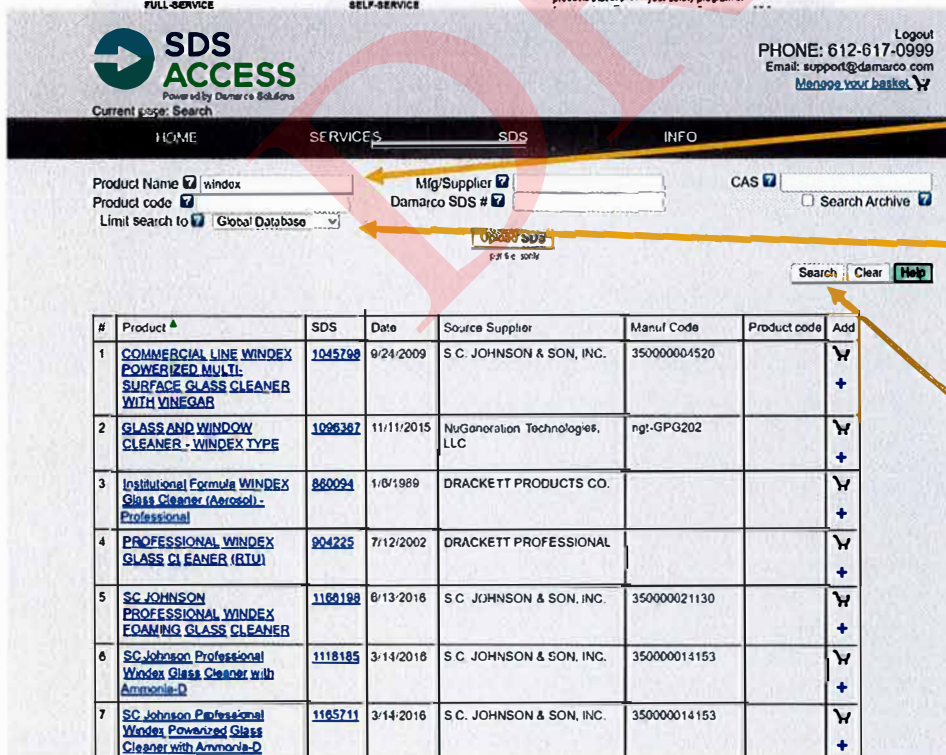 FULL-SERVICE SELF-SERVICE
SDS
ACCESS
Powered by Damarco Solutions
Current page: Search
Logout
PHONE: 612-617-0999
Email: support@damarco.com
Manage your basket
HOME SERVICES SDS INFO
Product Name ? windex Mfg/Supplier ? CAS ?
Product code ? Damarco SDS # ? Search Archive ?
Limit search to ? Global Database
Upload SDS
Search Clear Help
# Product SDS Date Source Supplier Manuf Code Product code Add
1 COMMERCIAL LINE WINDEX 1045798 9/24/2009 S.C. JOHNSON & SON, INC. 350000004520
POWERIZED MULTI-
SURFACE GLASS CLEANER
WITH VINEGAR
+
2 GLASS AND WINDOW 1096367 11/11/2015 NuGeneration Technologies, ngt-GPG202
CLEANER - WINDEX TYPE LLC
+
3 Institutional Formula WINDEX 860094 1/6/1989 DRACKETT PRODUCTS CO.
Glass Cleaner (Aerosol) -
Professional
+
4 PROFESSIONAL WINDEX 904225 7/12/2002 DRACKETT PROFESSIONAL
GLASS CLEANER (RTU)
+
5 SC JOHNSON 1166198 6/13/2016 S.C. JOHNSON & SON, INC. 350000021130
PROFESSIONAL WINDEX
FOAMING GLASS CLEANER
+
6 SC Johnson Professional 1118185 3/14/2016 S.C. JOHNSON & SON, INC. 350000014153
Windex Glass Cleaner with
Ammonia-D
+
7 SC Johnson Professional 1165711 3/14/2016 S.C. JOHNSON & SON, INC. 350000014153
Windex Powerized Glass
Cleaner with Ammonia-D
+